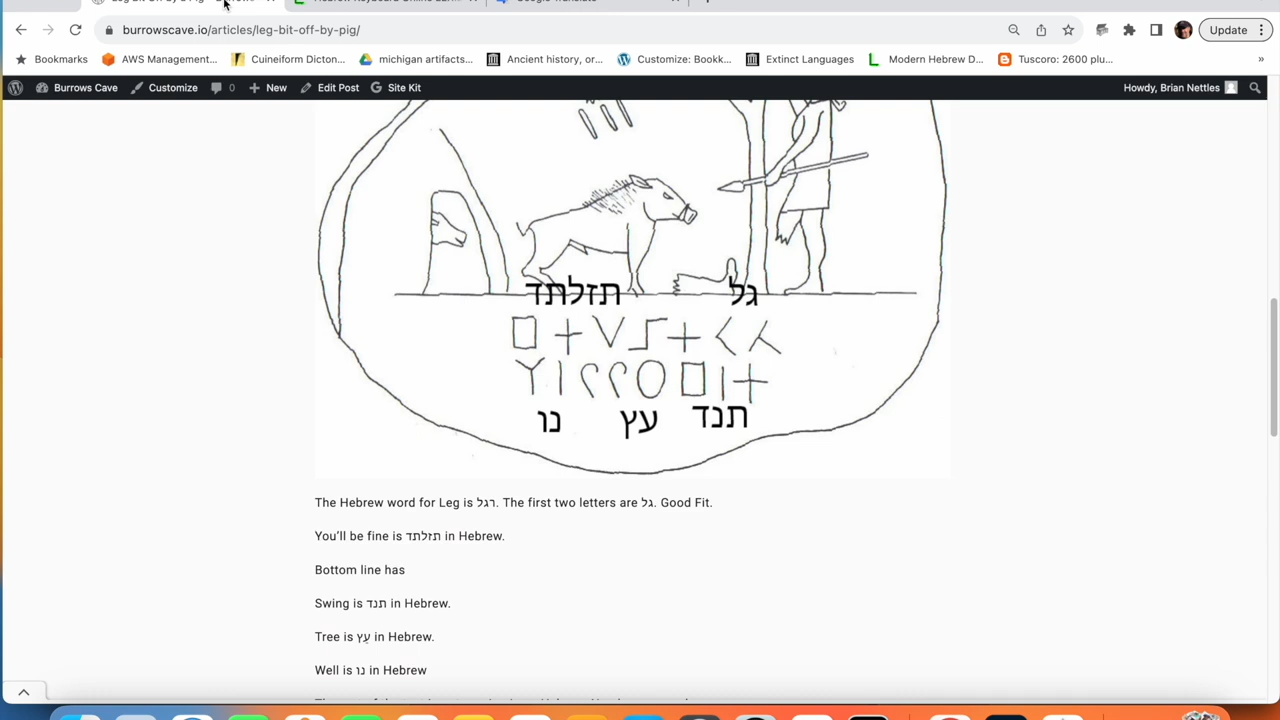 burrowscave.io/articles/leg-bit-off-by-pig/
Update
Bookmarks
AWS Management...
Cuineiform Dicton...
michigan artifacts...
Ancient history, or...
Customize: Bookk...
Extinct Languages
Modern Hebrew D...
Tuscoro: 2600 plu...
»
Burrows Cave
Customize
0
New
Edit Post
Site Kit
Howdy, Brian Nettles
תזלתד גל
תנד עץ נו
The Hebrew word for Leg is רגל. The first two letters are גל. Good Fit.
You'll be fine is תזלתד in Hebrew.
Bottom line has
Swing is תנד in Hebrew.
Tree is עֵץ in Hebrew.
Well is נו in Hebrew